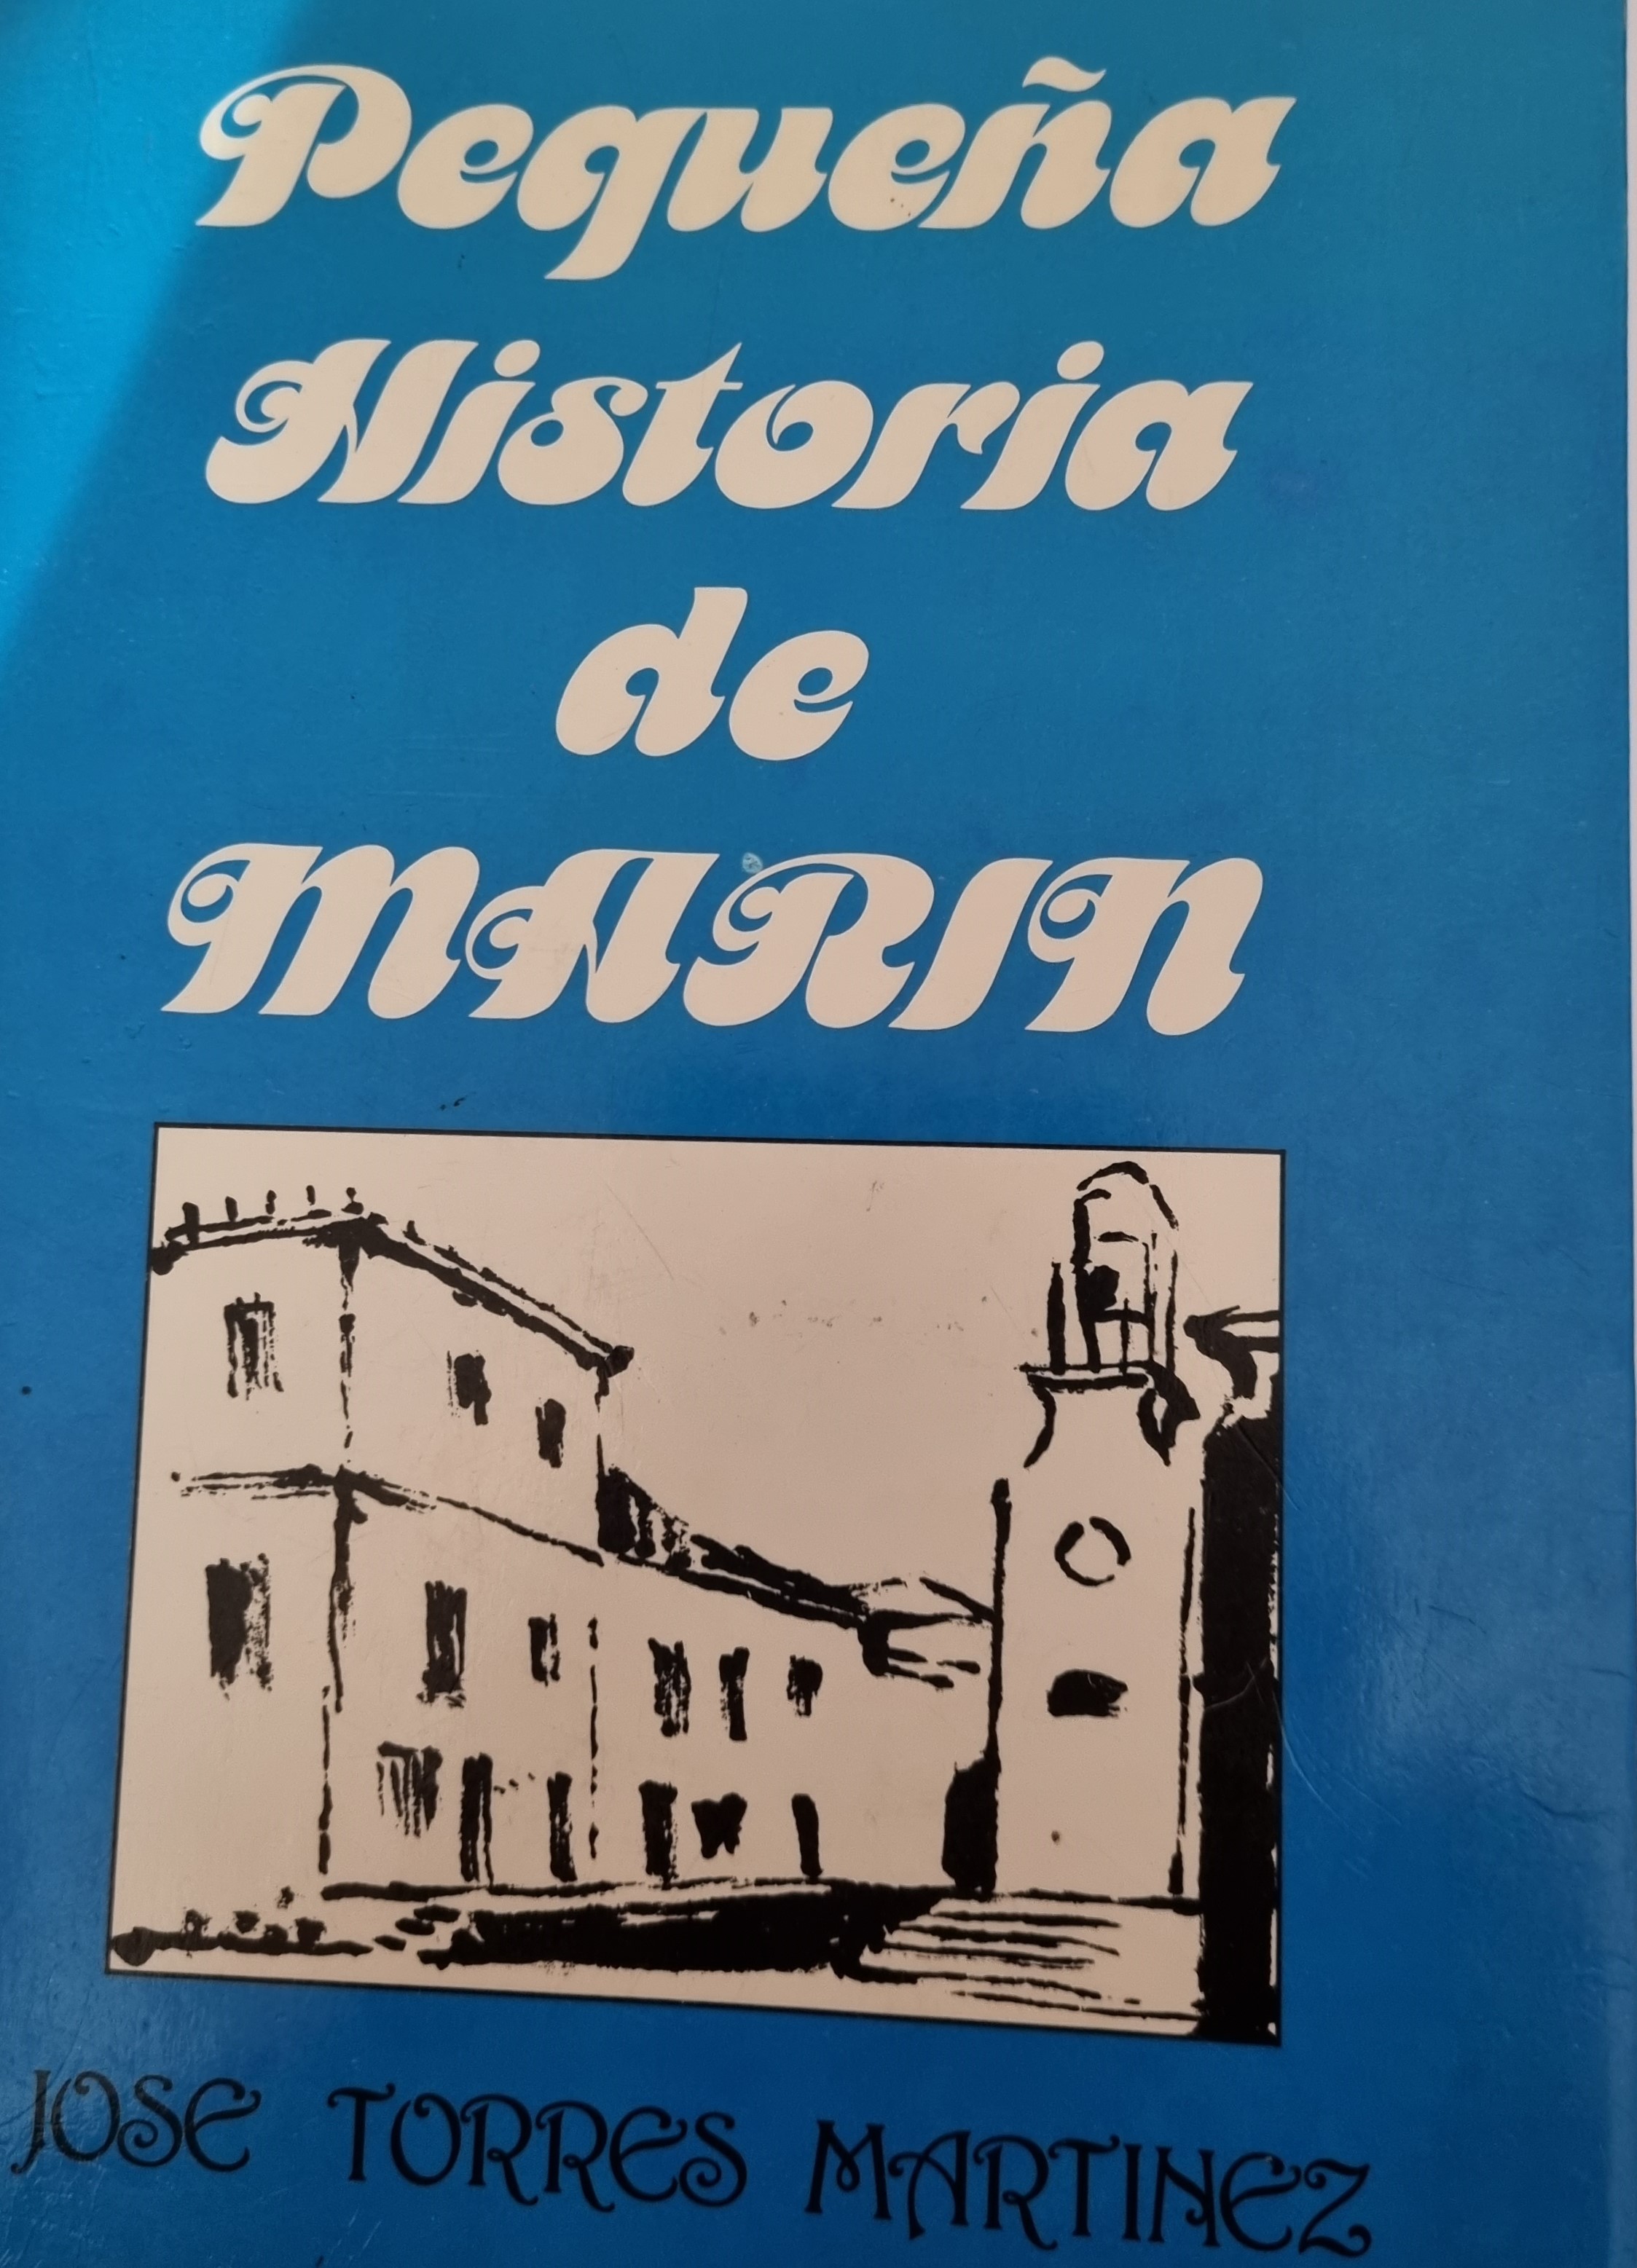 Pequeña
Historia
de
MARIN
JOSE TORRES MARTINEZ